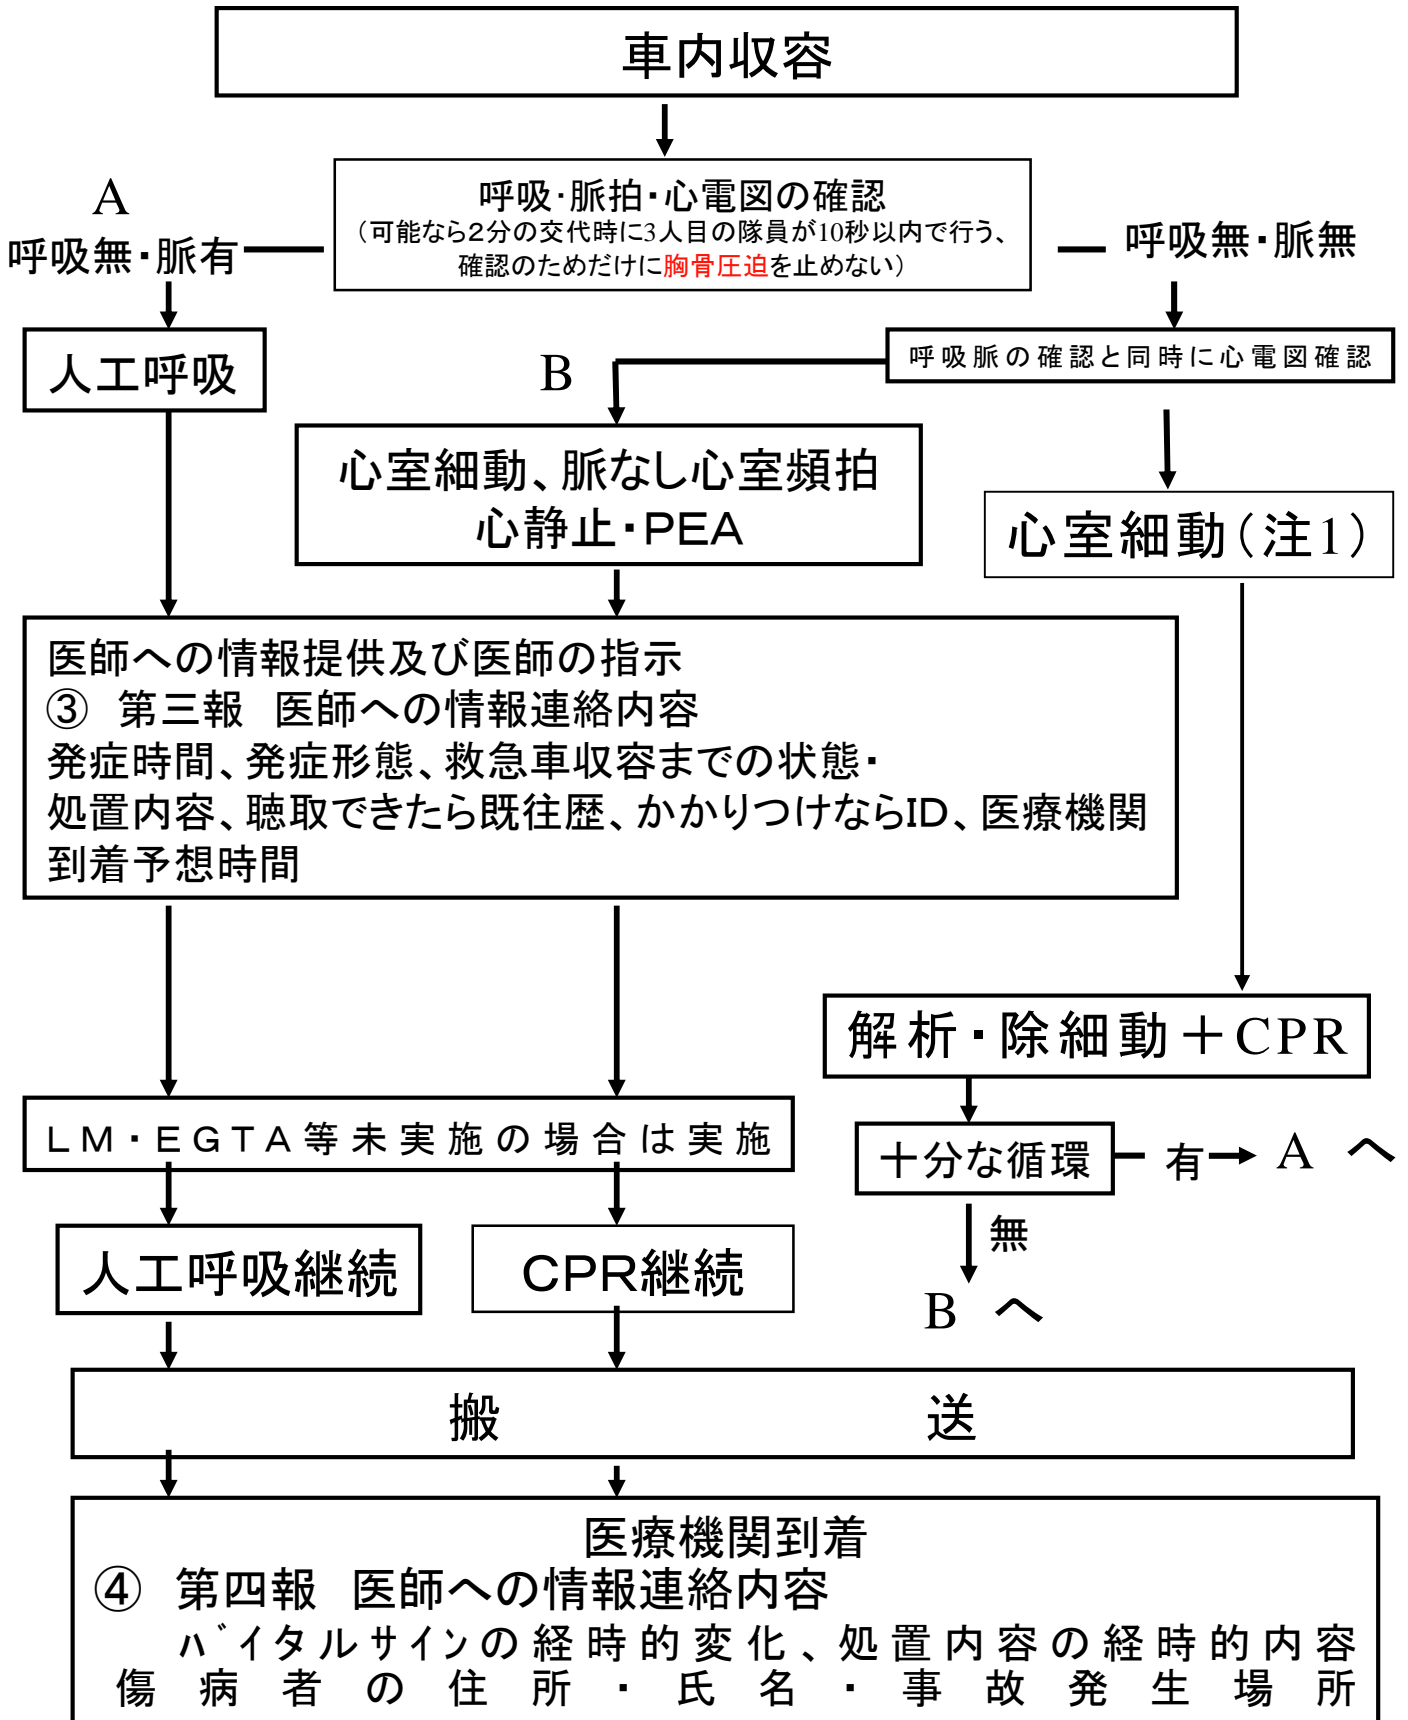 車内収容
呼吸・脈拍・心電図の確認
（可能なら２分の交代時に3人目の隊員が10秒以内で行う、
確認のためだけに胸骨圧迫を止めない）
A
呼吸無・脈有
呼吸無・脈無
人工呼吸
呼吸脈の確認と同時に心電図確認
B
心室細動、脈なし心室頻拍
心静止・PEA
心室細動（注1）
医師への情報提供及び医師の指示
③　第三報　医師への情報連絡内容
発症時間、発症形態、救急車収容までの状態・
処置内容、聴取できたら既往歴、かかりつけならID、医療機関
到着予想時間
解析・除細動＋CPR
ＬＭ・ＥＧＴＡ等未実施の場合は実施
十分な循環
有
A　へ
無
B　へ
人工呼吸継続
CPR継続
搬　送
医療機関到着
④　第四報　医師への情報連絡内容
ﾊﾞｲタルサインの経時的変化、処置内容の経時的内容
傷病者の住所・氏名・事故発生場所